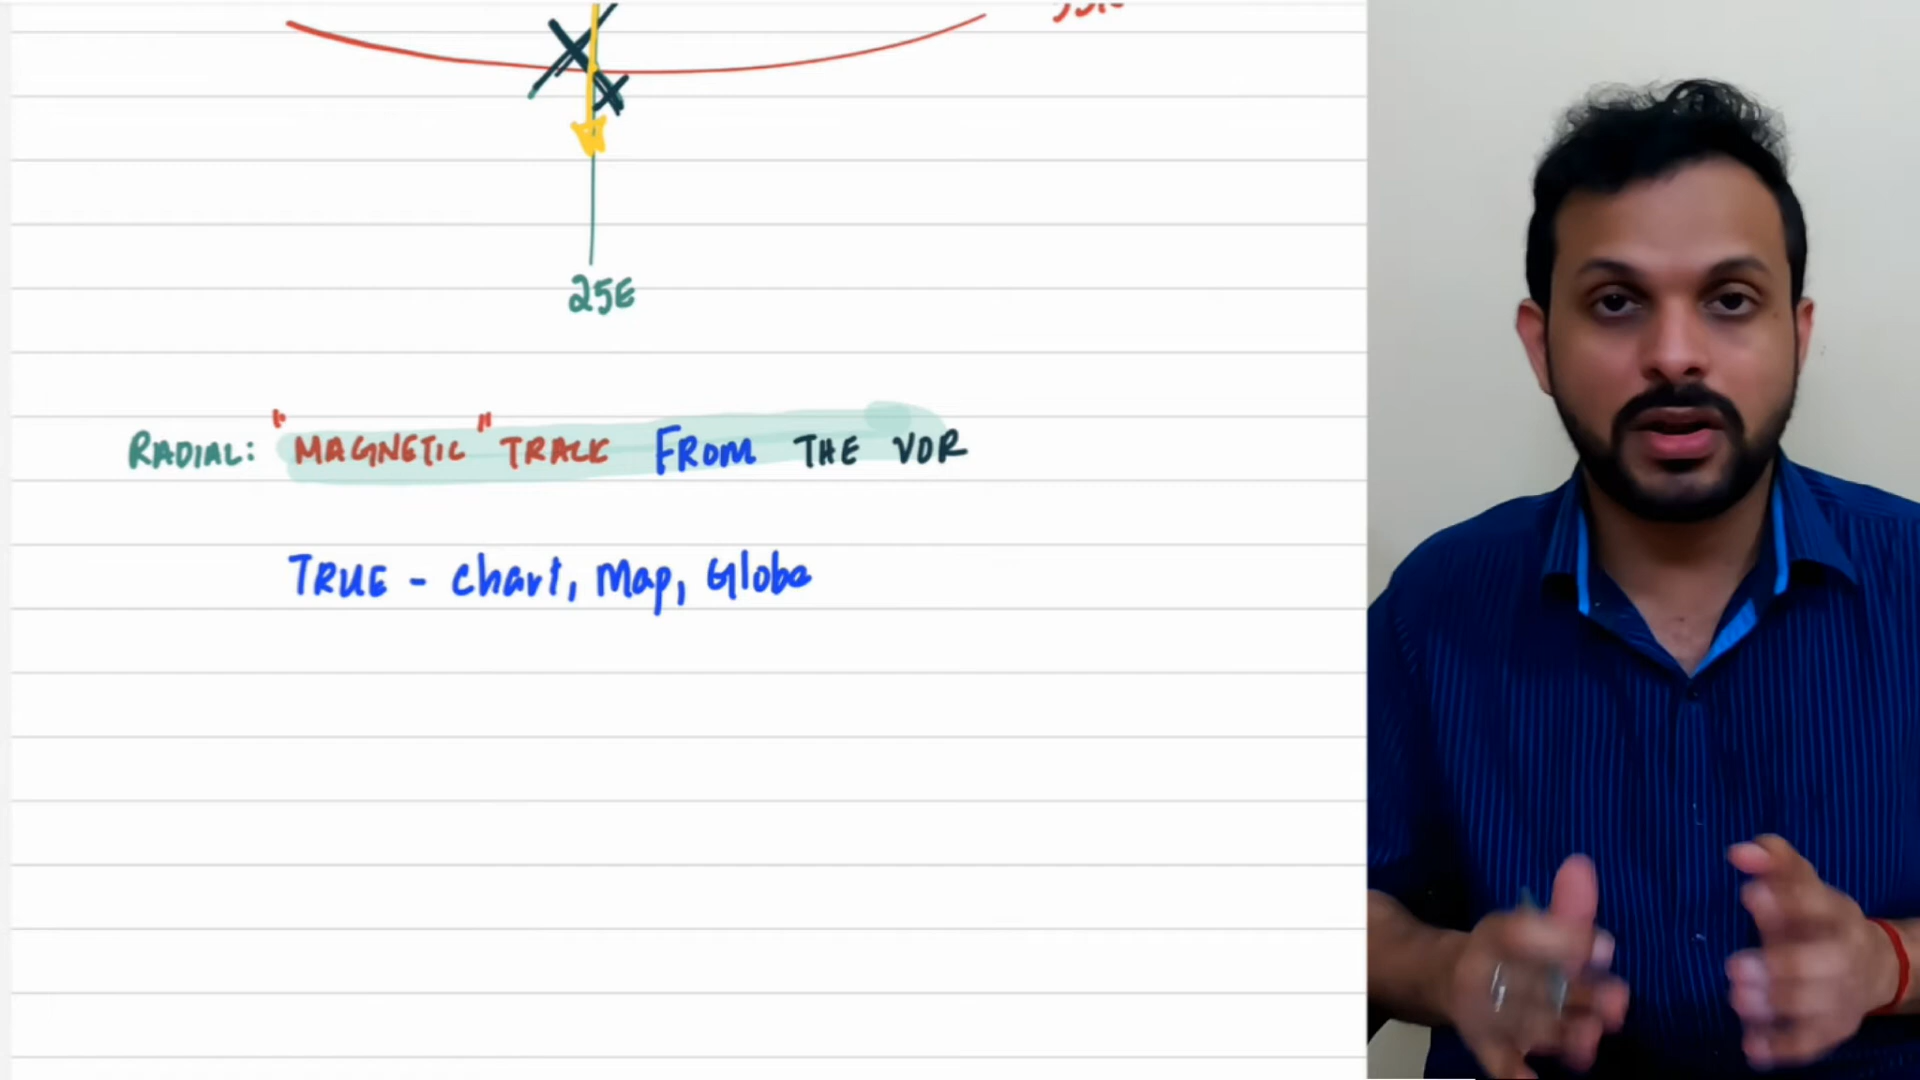 25E
RADIAL: "MAGNETIC" TRACK FROM THE VOR
TRUE - Chart, Map, Globe